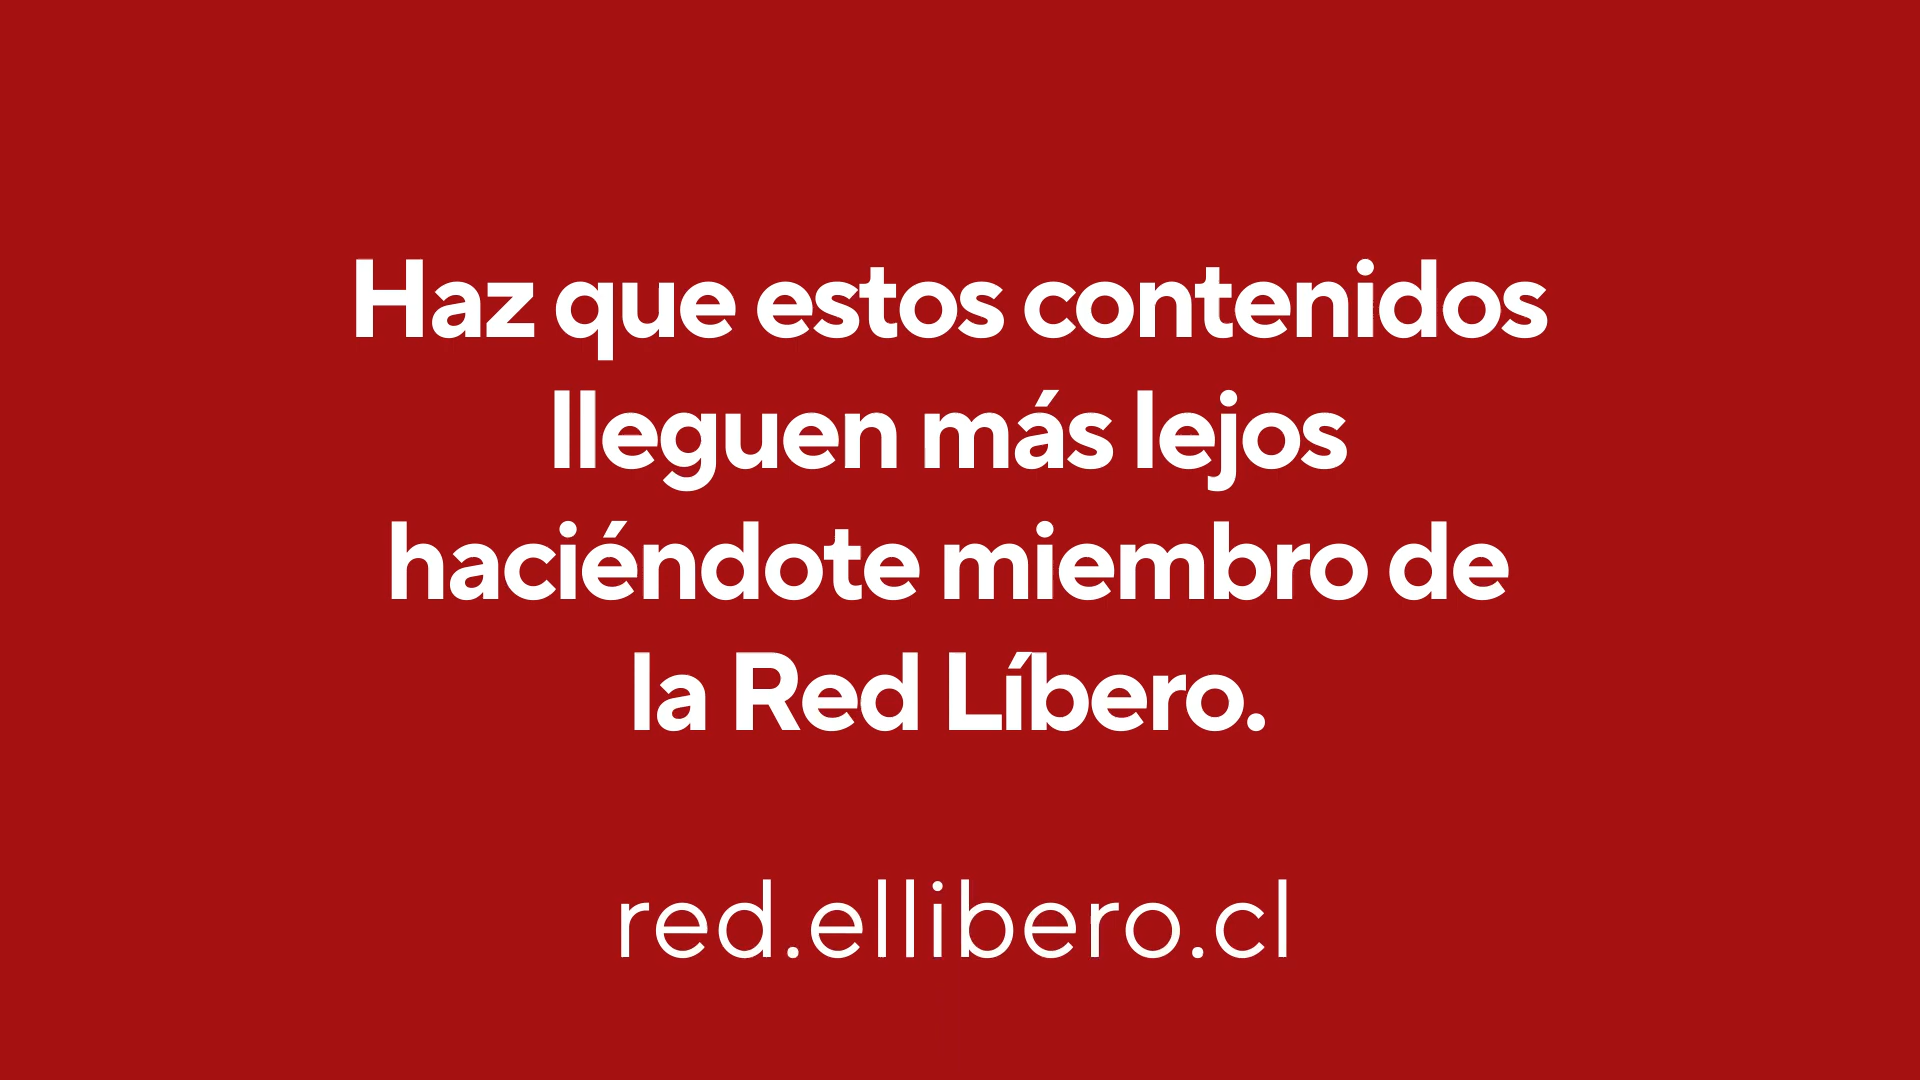 Haz que estos contenidos
lleguen más lejos
haciéndote miembro de
la Red Líbero.
red.ellibero.cl